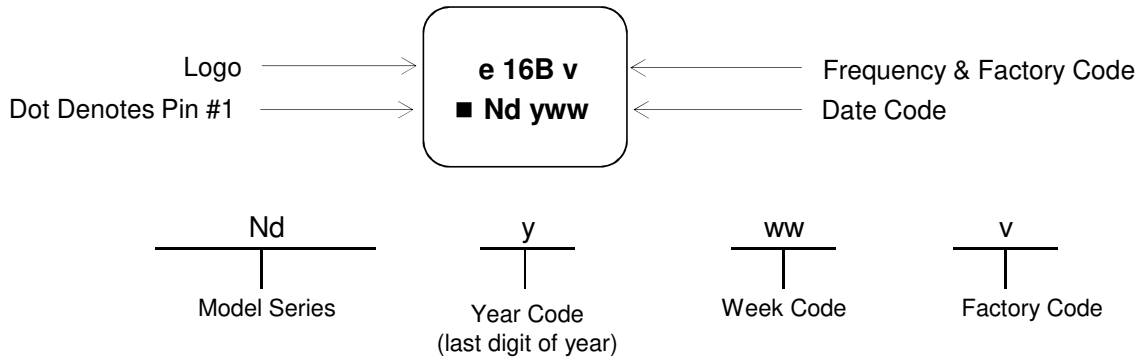 Logo
Dot Denotes Pin #1
e 16B v
■ Nd yww
Frequency & Factory Code
Date Code
Nd
Model Series
y
Year Code
(last digit of year)
ww
Week Code
v
Factory Code